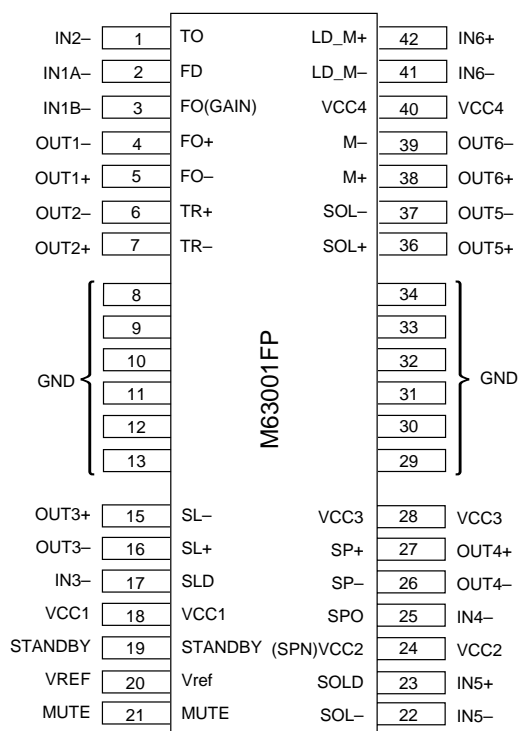 IN2– 1 TO LD_M+ 42 IN6+
IN1A– 2 FD LD_M– 41 IN6–
IN1B– 3 FO(GAIN) VCC4 40 VCC4
OUT1– 4 FO+ M– 39 OUT6–
OUT1+ 5 FO– M+ 38 OUT6+
OUT2– 6 TR+ SOL– 37 OUT5–
OUT2+ 7 TR– SOL+ 36 OUT5+
8 34
9 33
10 32
GND 11 31 GND
12 30
13 29
M63001FP
OUT3+ 15 SL– VCC3 28 VCC3
OUT3– 16 SL+ SP+ 27 OUT4+
IN3– 17 SLD SP– 26 OUT4–
VCC1 18 VCC1 SPO 25 IN4–
STANDBY 19 STANDBY (SPN)VCC2 24 VCC2
VREF 20 Vref SOLD 23 IN5+
MUTE 21 MUTE SOL– 22 IN5–